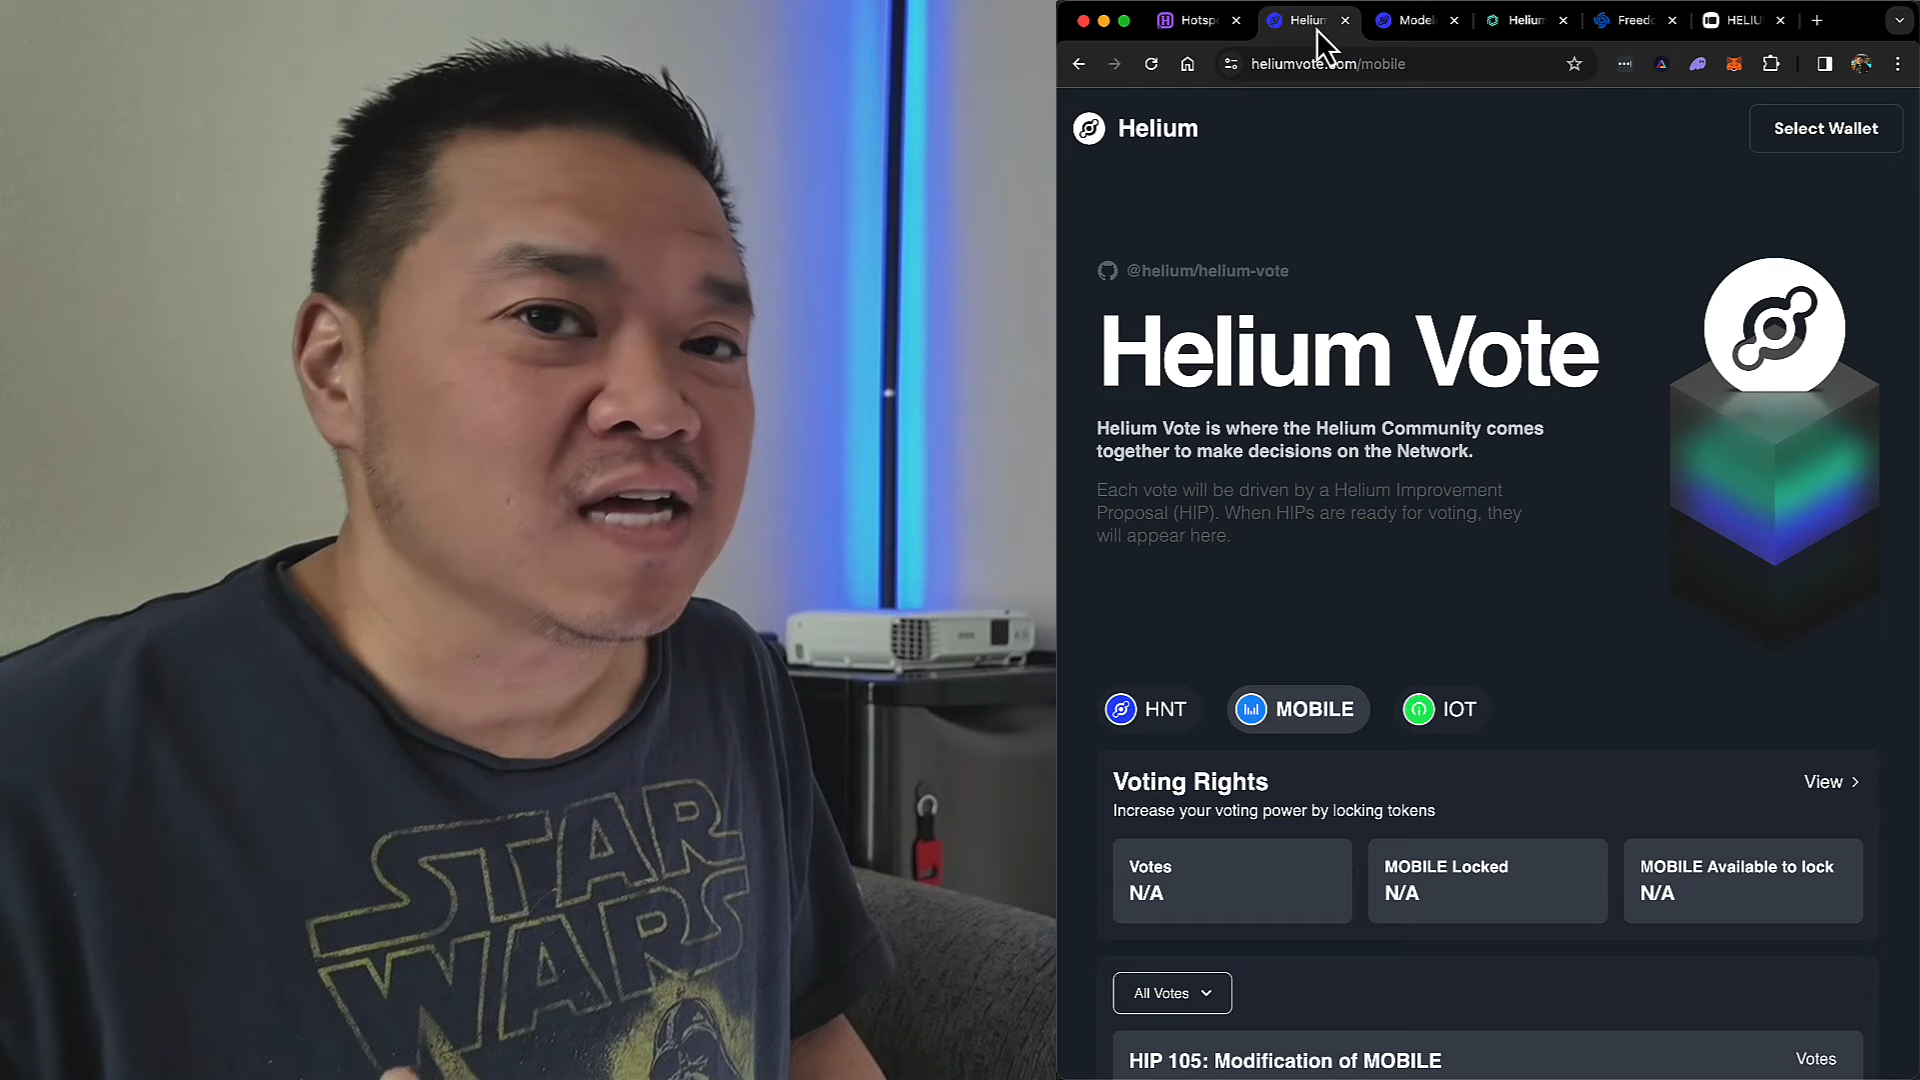 Hotsp
Helium
Model
Helium
Freedo
HELIU
heliumvote.com/mobile
Helium
Select Wallet
@helium/helium-vote
Helium Vote
Helium Vote is where the Helium Community comes
together to make decisions on the Network.
Each vote will be driven by a Helium Improvement
Proposal (HIP). When HIPs are ready for voting, they
will appear here.
HNT
MOBILE
IOT
Voting Rights
View
Increase your voting power by locking tokens
Votes
N/A
MOBILE Locked
N/A
MOBILE Available to lock
N/A
All Votes
HIP 105: Modification of MOBILE
Votes
STAR
WARS
EPSON